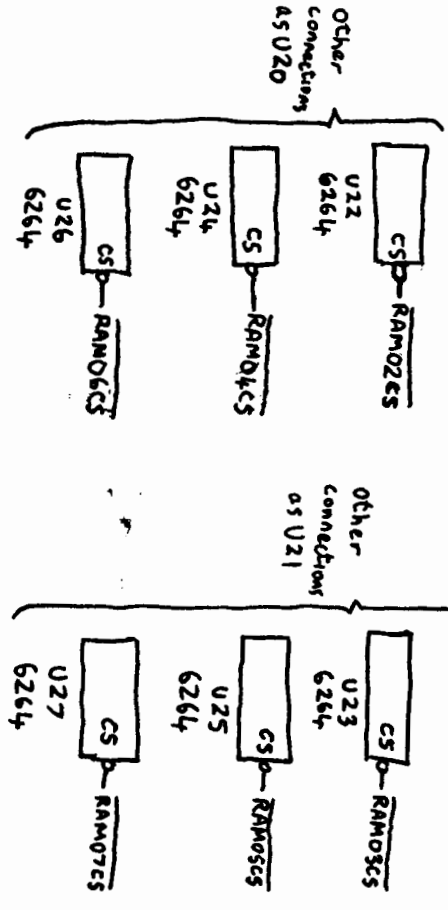 Other
connections
as U20
CS
RAM02CS
U22
6264
CS
RAM04CS
U24
6264
CS
RAM06CS
U26
6264
Other
connections
as U21
CS
RAM03CS
U23
6264
CS
RAM05CS
U25
6264
CS
RAM07CS
U27
6264